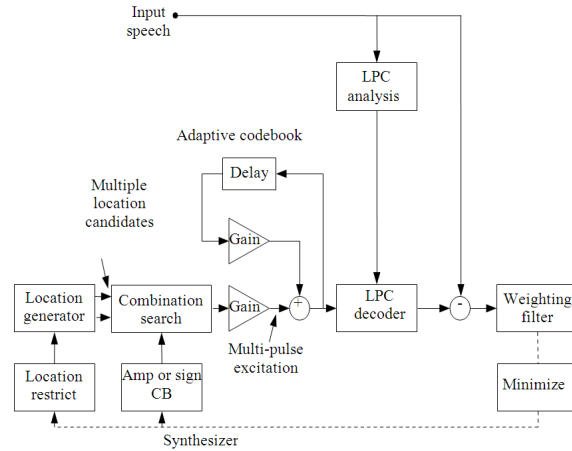 Input
speech
LPC
analysis
Adaptive codebook
Delay
Multiple
location
candidates
Gain
Location
generator
Combination
search
Gain
+
LPC
decoder
-
Weighting
filter
Multi-pulse
excitation
Location
restrict
Amp or sign
CB
Minimize
Synthesizer